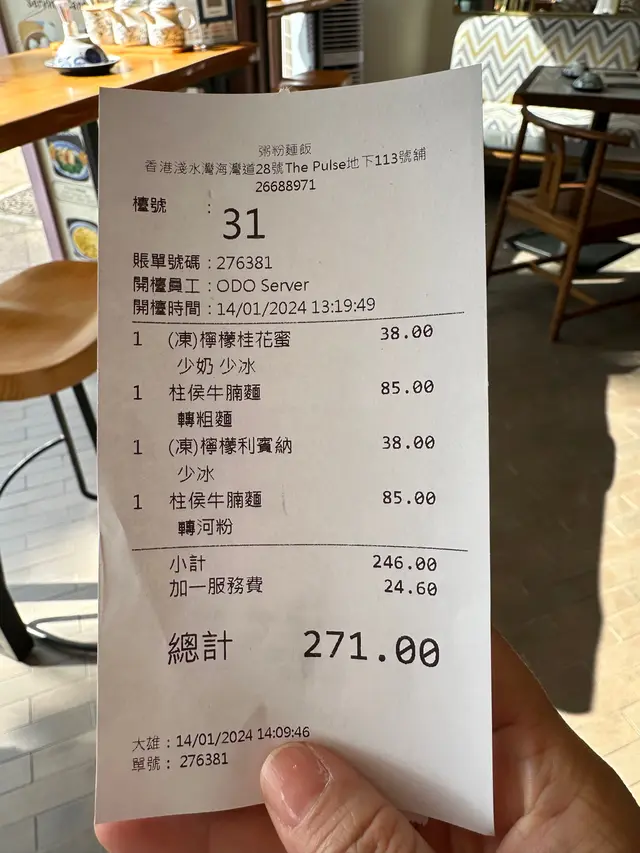 粥粉麵飯
香港淺水灣海灘道28號The Pulse地下113號舖
26688971
檯號 : 31
賬單號碼 : 276381
開檯員工 : ODO Server
開檯時間 : 14/01/2024 13:19:49
1 (凍)檸檬桂花蜜 38.00
少奶 少冰
1 柱侯牛腩麵 85.00
轉粗麵
1 (凍)檸檬利賓納 38.00
少冰
1 柱侯牛腩麵 85.00
轉河粉
小計 246.00
加一服務費 24.60
總計 271.00
大雄 : 14/01/2024 14:09:46
單號 : 276381